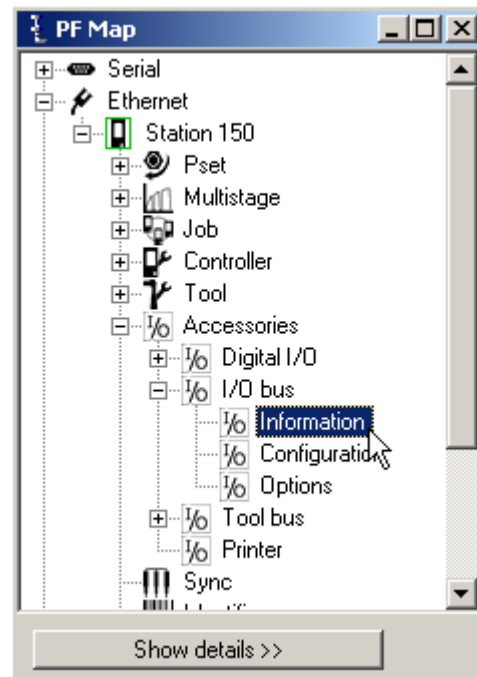 PF Map
Serial
Ethernet
Station 150
Pset
Multistage
Job
Controller
Tool
Accessories
I/O Digital I/O
I/O I/O bus
I/O Information
I/O Configuration
I/O Options
I/O Tool bus
I/O Printer
Sync
Show details >>